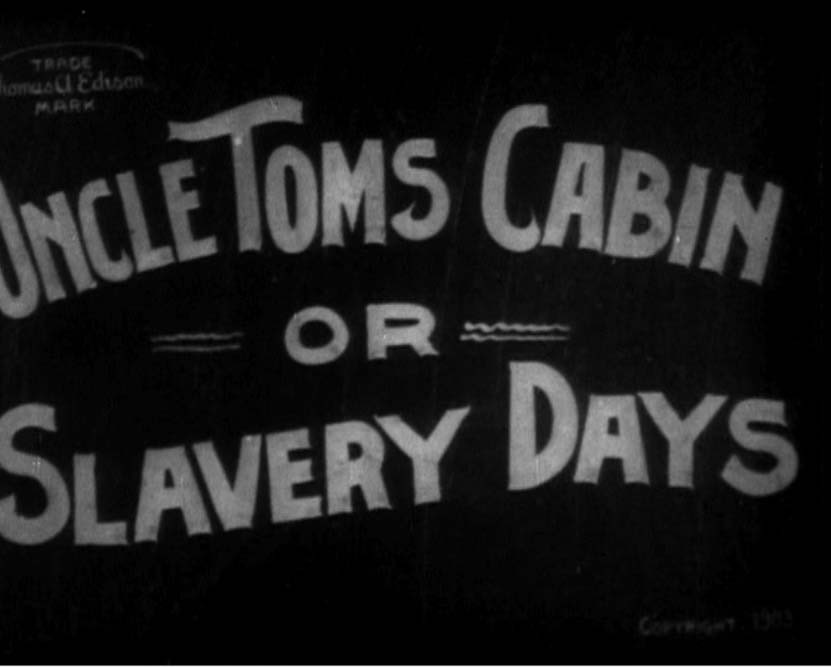 TRADE
Thomas A Edison
MARK
UNCLE TOMS CABIN
OR
SLAVERY DAYS
COPYRIGHT 1903